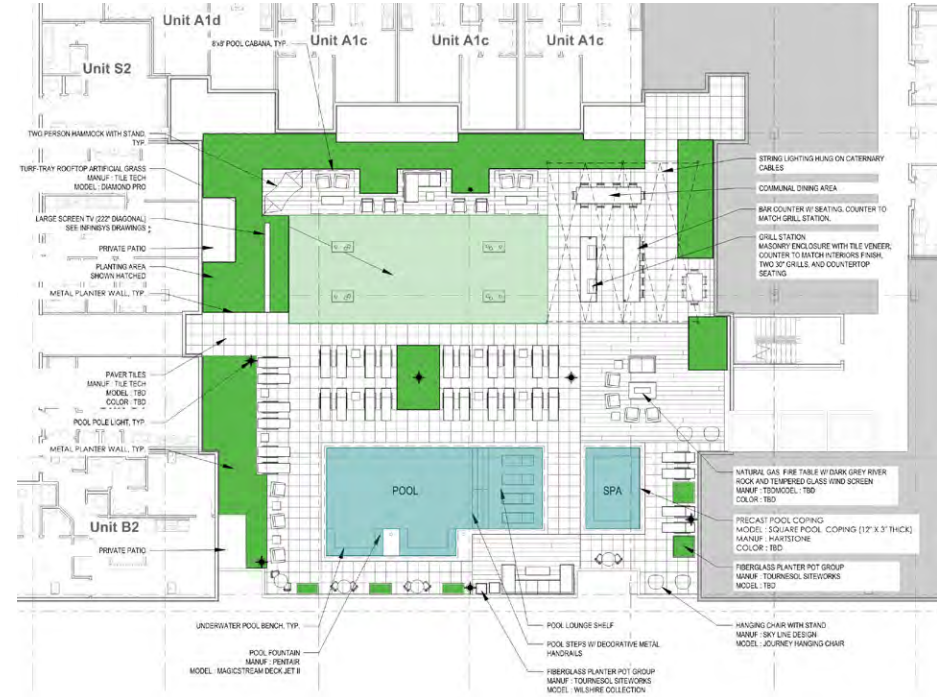 Unit A1d
Unit A1c
Unit A1c
Unit A1c
Unit S2
8'x8' POOL CABANA, TYP.
TWO PERSON HAMMOCK WITH STAND,
TYP.
TURF-TRAY ROOFTOP ARTIFICIAL GRASS
MANUF : TILE TECH
MODEL : DIAMOND PRO
LARGE SCREEN TV (222" DIAGONAL)
SEE INFINISYS DRAWINGS
PRIVATE PATIO
PLANTING AREA
SHOWN HATCHED
METAL PLANTER WALL, TYP.
PAVER TILES
MANUF : TILE TECH
MODEL : TBD
COLOR : TBD
POOL POLE LIGHT, TYP.
METAL PLANTER WALL, TYP.
Unit B2
PRIVATE PATIO
STRING LIGHTING HUNG ON CATERNARY
CABLES
COMMUNAL DINING AREA
BAR COUNTER W/ SEATING. COUNTER TO
MATCH GRILL STATION.
GRILL STATION
MASONRY ENCLOSURE WITH TILE VENEER,
COUNTER TO MATCH INTERIORS FINISH,
TWO 30" GRILLS, AND COUNTERTOP
SEATING
POOL
SPA
NATURAL GAS FIRE TABLE W/ DARK GREY RIVER
ROCK AND TEMPERED GLASS WIND SCREEN
MANUF : TBDMODEL : TBD
COLOR : TBD
PRECAST POOL COPING
MODEL : SQUARE POOL COPING (12" X 3" THICK)
MANUF : HARTSTONE
COLOR : TBD
FIBERGLASS PLANTER POT GROUP
MANUF : TOURNESOL SITEWORKS
MODEL : TBD
UNDERWATER POOL BENCH, TYP.
POOL FOUNTAIN
MANUF : PENTAIR
MODEL : MAGICSTREAM DECK JET II
POOL LOUNGE SHELF
POOL STEPS W/ DECORATIVE METAL
HANDRAILS
FIBERGLASS PLANTER POT GROUP
MANUF : TOURNESOL SITEWORKS
MODEL : WILSHIRE COLLECTION
HANGING CHAIR WITH STAND
MANUF : SKY LINE DESIGN
MODEL : JOURNEY HANGING CHAIR